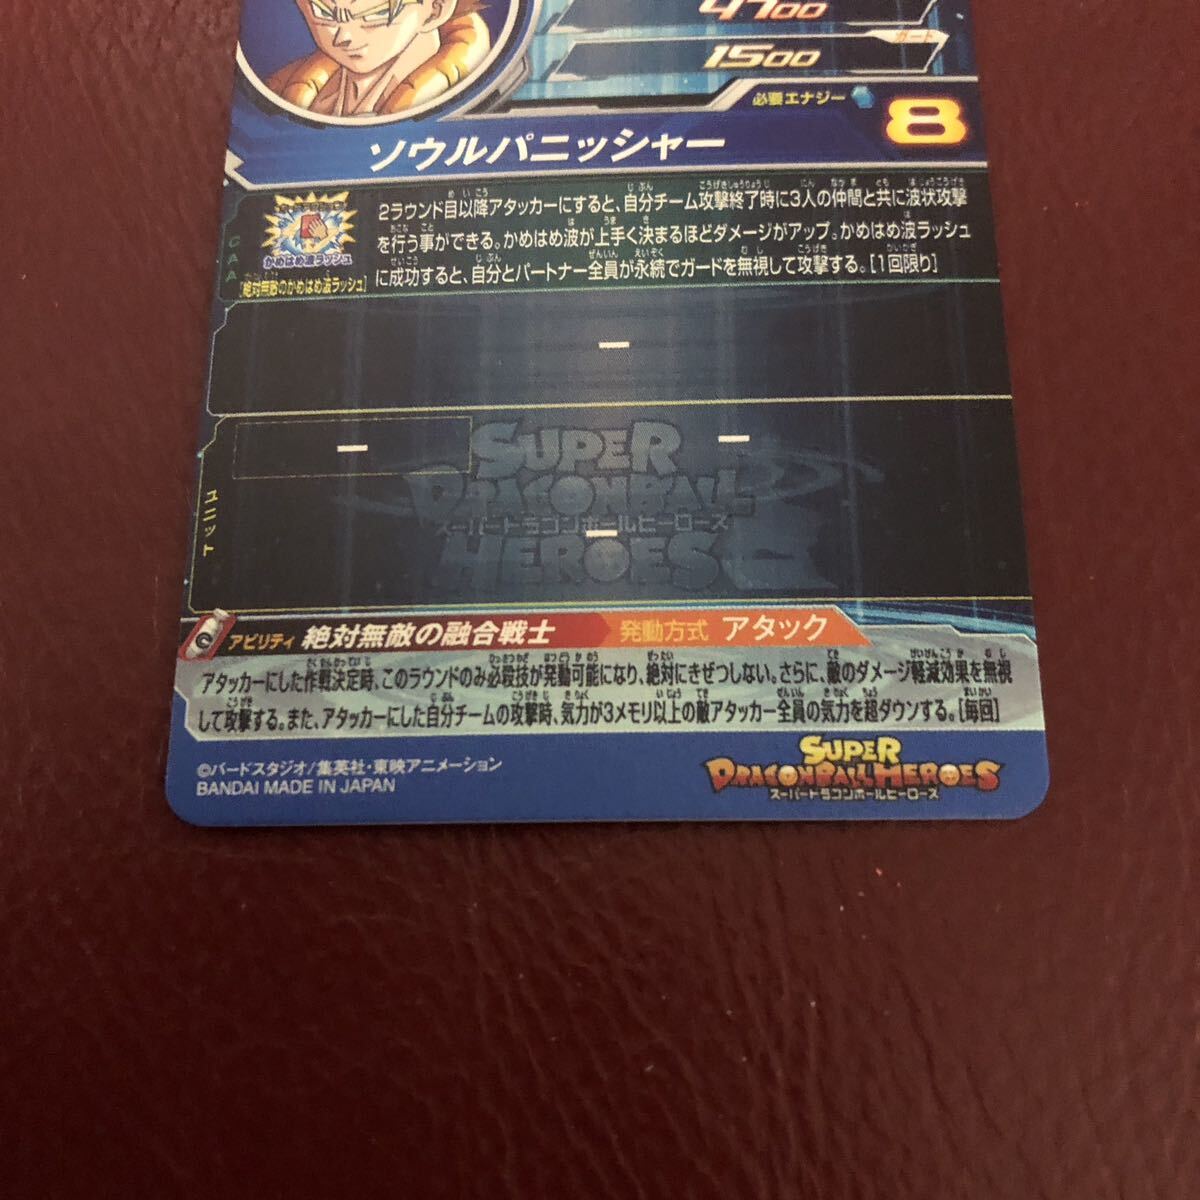 4700
ガード
1500
必要エナジー 8
ソウルパニッシャー
CAA
かめはめ波ラッシュ
[絶対無敵のかめはめ波ラッシュ]
2ラウンド目以降アタッカーにすると、自分チーム攻撃終了時に3人の仲間と共に波状攻撃
を行う事ができる。かめはめ波が上手く決まるほどダメージがアップ。かめはめ波ラッシュ
に成功すると、自分とパートナー全員が永続でガードを無視して攻撃する。[1回限り]
ー
ユニット
ー
ー
ー
SUPER
DRAGONBALL
スーパードラゴンボールヒーローズ
HEROES
アビリティ 絶対無敵の融合戦士 発動方式 アタック
アタッカーにした作戦決定時、このラウンドのみ必殺技が発動可能になり、絶対にきぜつしない。さらに、敵のダメージ軽減効果を無視
して攻撃する。また、アタッカーにした自分チームの攻撃時、気力が3メモリ以上の敵アタッカー全員の気力を超ダウンする。[毎回]
©バードスタジオ/集英社・東映アニメーション
BANDAI MADE IN JAPAN
SUPER
DRAGONBALL HEROES
スーパードラゴンボールヒーローズ